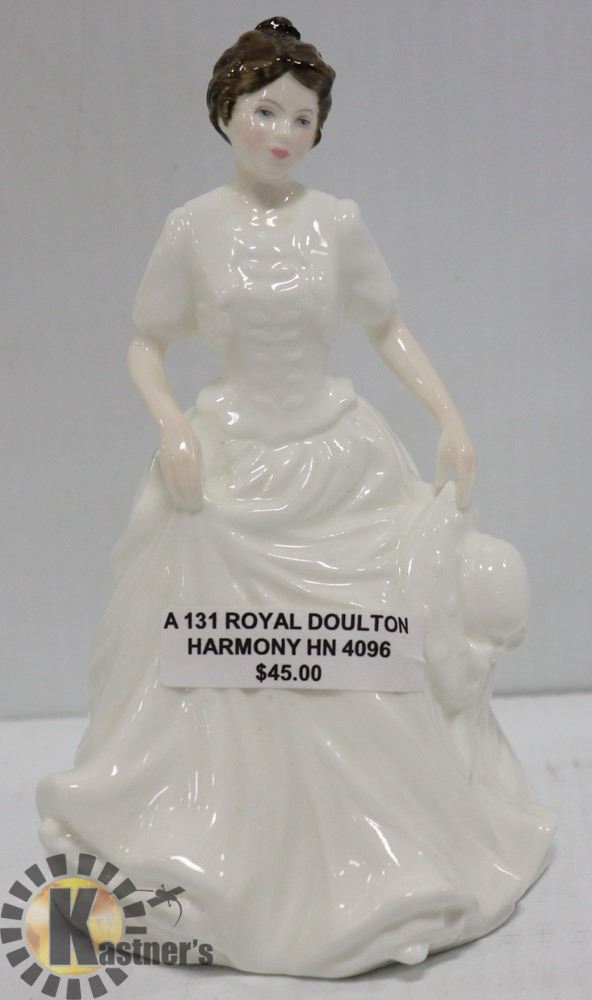 A 131 ROYAL DOULTON
HARMONY HN 4096
$45.00
Kastner's